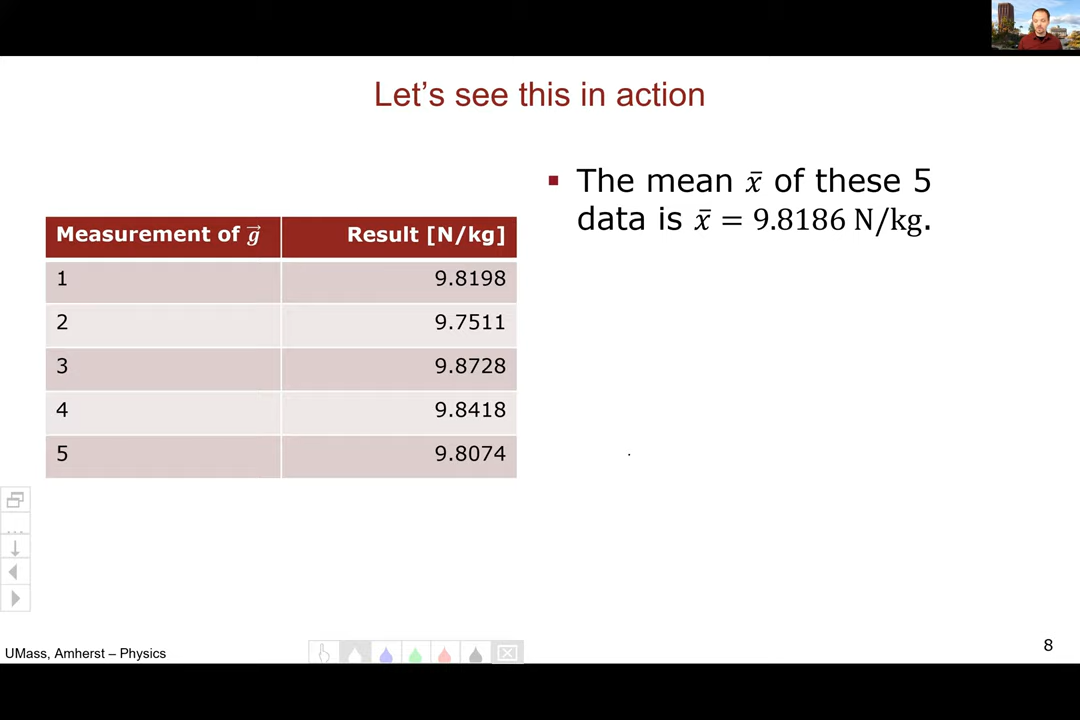 Let’s see this in action
Measurement of g⃗ Result [N/kg]
1 9.8198
2 9.7511
3 9.8728
4 9.8418
5 9.8074
▪ The mean x̄ of these 5
data is x̄ = 9.8186 N/kg.
UMass, Amherst – Physics
8